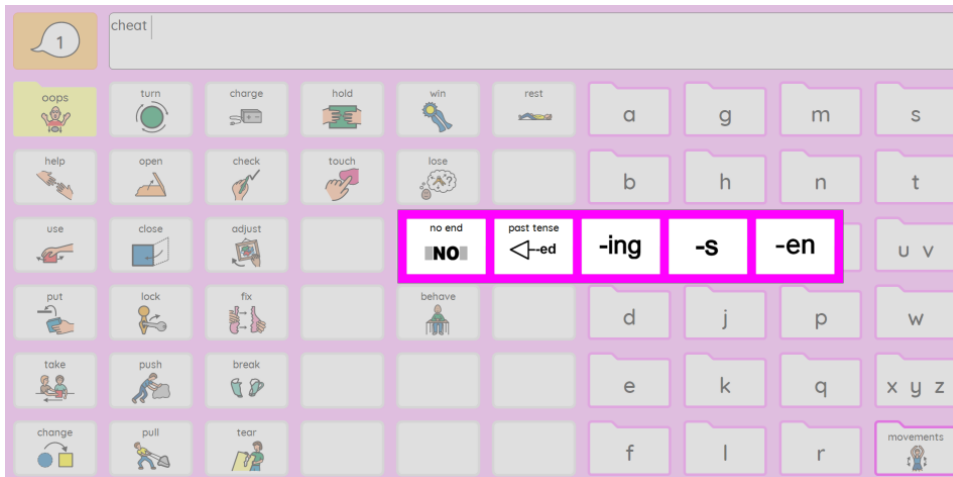 1
cheat
oops turn charge hold win rest a g m s
help open check touch lose b h n t
use close adjust no end NO past tense -ed -ing -s -en u v
put lock fix behave d j p w
take push break e k q x y z
change pull tear f l r movements